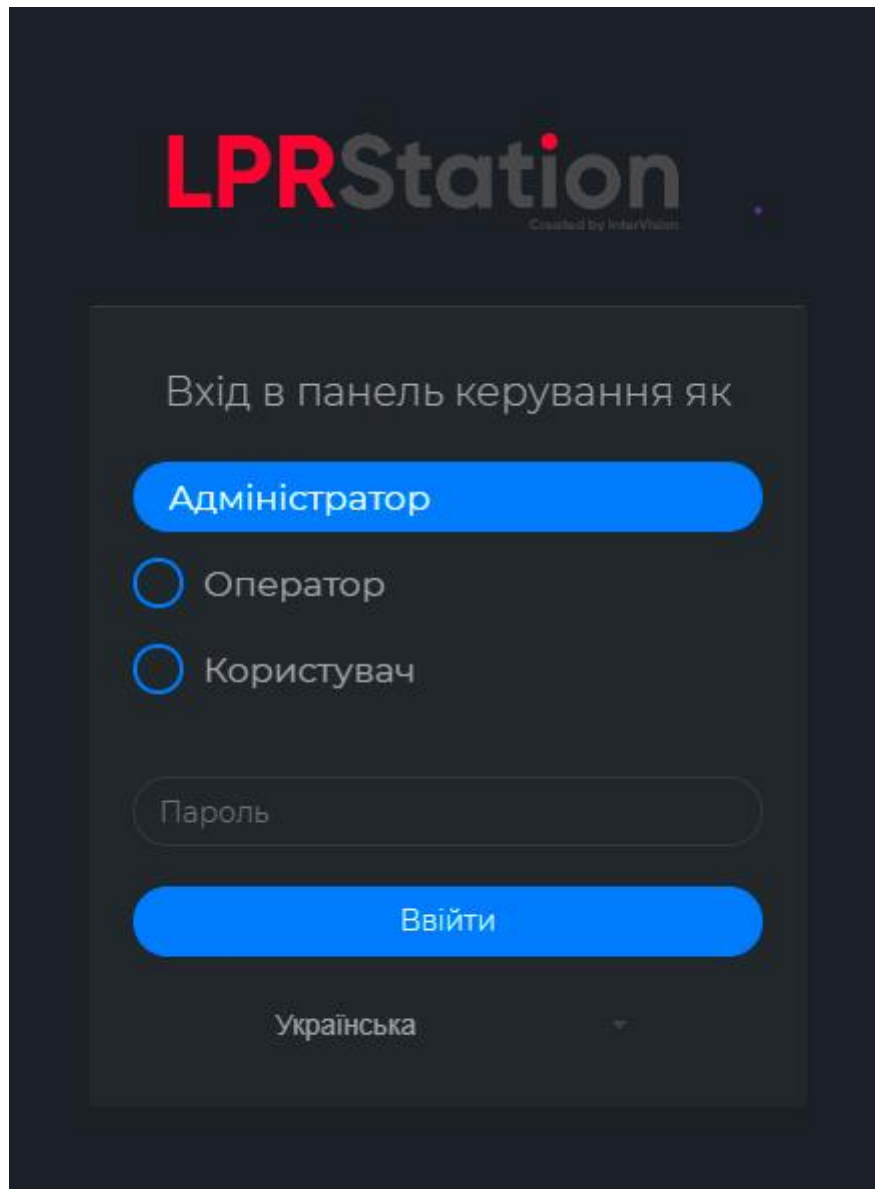 LPRStation
Created by InterVision
Вхід в панель керування як
Адміністратор
Оператор
Користувач
Пароль
Ввійти
Українська